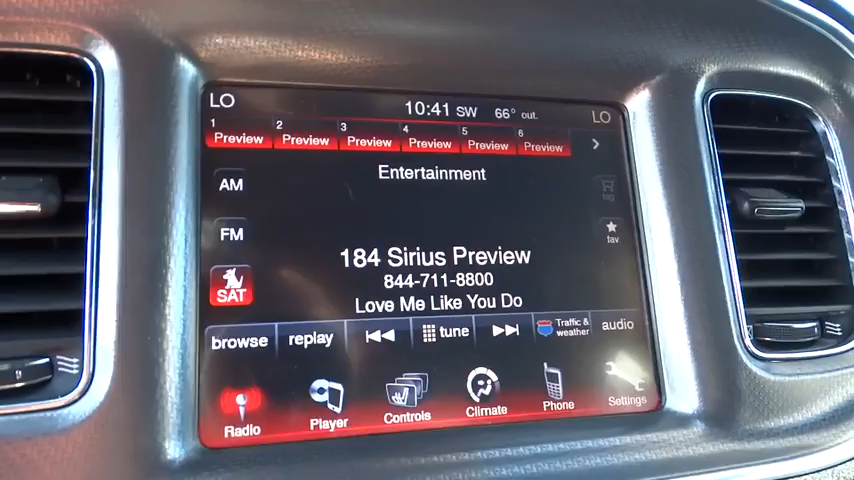 LO 10:41 SW 66° out. LO
1 2 3 4 5 6
Preview Preview Preview Preview Preview Preview >
Entertainment
AM
tag
FM
fav
184 Sirius Preview
844-711-8800
SAT
Love Me Like You Do
browse replay tune Traffic & weather audio
Radio Player Controls Climate Phone Settings